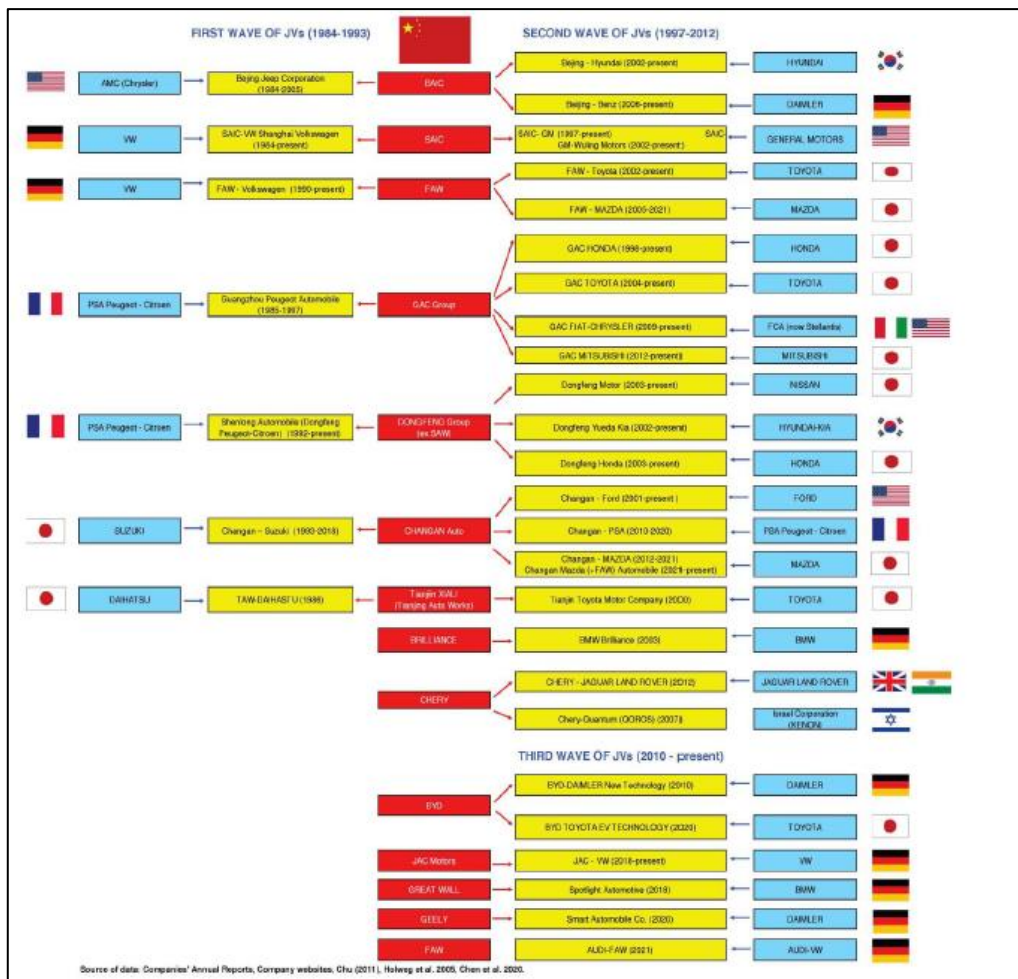 FIRST WAVE OF JVs (1984-1993)
SECOND WAVE OF JVs (1997-2012)
AMC (Chrysler)
Beijing Jeep Corporation
(1984-2005)
BAIC
Beijing - Hyundai (2002-present)
HYUNDAI
Beijing - Benz (2005-present)
DAIMLER
VW
SAIC-VW Shanghai Volkswagen
(1984-present)
SAIC
SAIC- GM (1997-present) SAIC-
GM-Wuling Motors (2002-present)
GENERAL MOTORS
VW
FAW - Volkswagen (1990-present)
FAW
FAW - Toyota (2002-present)
TOYOTA
FAW - MAZDA (2005-2021)
MAZDA
PSA Peugeot - Citroen
Guangzhou Peugeot Automobile
(1985-1997)
GAC Group
GAC HONDA (1998-present)
HONDA
GAC TOYOTA (2004-present)
TOYOTA
GAC FIAT-CHRYSLER (2009-present)
FCA (now Stellantis)
GAC MITSUBISHI (2012-present)
MITSUBISHI
PSA Peugeot - Citroen
Shenlong Automobile (Dongfeng
Peugeot-Citroen) (1992-present)
DONGFENG Group
(ex SAW)
Dongfeng Motor (2003-present)
NISSAN
Dongfeng Yueda Kia (2002-present)
HYUNDAI-KIA
Dongfeng Honda (2003-present)
HONDA
SUZUKI
Changan – Suzuki (1993-2018)
CHANGAN Auto
Changan - Ford (2001-present )
FORD
Changan - PSA (2010-2020)
PSA Peugeot - Citroen
Changan - MAZDA (2012-2021)
Changan Mazda (+FAW) Automobile (2021-present)
MAZDA
DAIHATSU
TAW-DAIHASTU (1986)
Tianjin XIALI
(Tianjing Auto Works)
Tianjin Toyota Motor Company (2000)
TOYOTA
BRILLIANCE
BMW Brilliance (2003)
BMW
CHERY
CHERY - JAGUAR LAND ROVER (2012)
JAGUAR LAND ROVER
Chery-Quantum (QOROS) (2007)
Israel Corporation
(KENON)
THIRD WAVE OF JVs (2010 - present)
BYD
BYD-DAIMLER New Technology (2010)
DAIMLER
BYD TOYOTA EV TECHNOLOGY (2020)
TOYOTA
JAC Motors
JAC - VW (2018-present)
VW
GREAT WALL
Spotlight Automotive (2018)
BMW
GEELY
Smart Automobile Co. (2020)
DAIMLER
FAW
AUDI-FAW (2021)
AUDI-VW
Source of data: Companies' Annual Reports, Company websites, Chu (2011), Holweg et al. 2005, Chen et al. 2020.